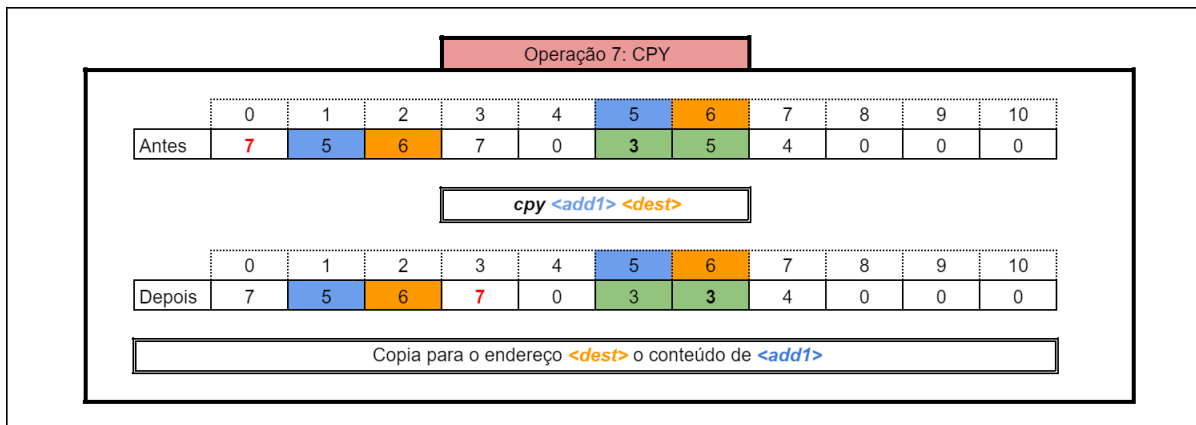 Operação 7: CPY
0 1 2 3 4 5 6 7 8 9 10
Antes 7 5 6 7 0 3 5 4 0 0 0
cpy <add1> <dest>
0 1 2 3 4 5 6 7 8 9 10
Depois 7 5 6 7 0 3 3 4 0 0 0
Copia para o endereço <dest> o conteúdo de <add1>